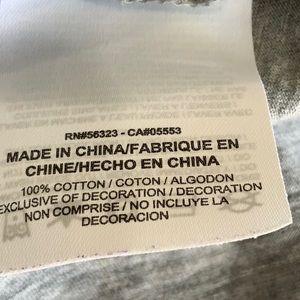 RN#56323 - CA#05553
MADE IN CHINA/FABRIQUE EN
CHINE/HECHO EN CHINA
100% COTTON / COTON / ALGODON
EXCLUSIVE OF DECORATION / DECORATION
NON COMPRISE / NO INCLUYE LA
DECORACION